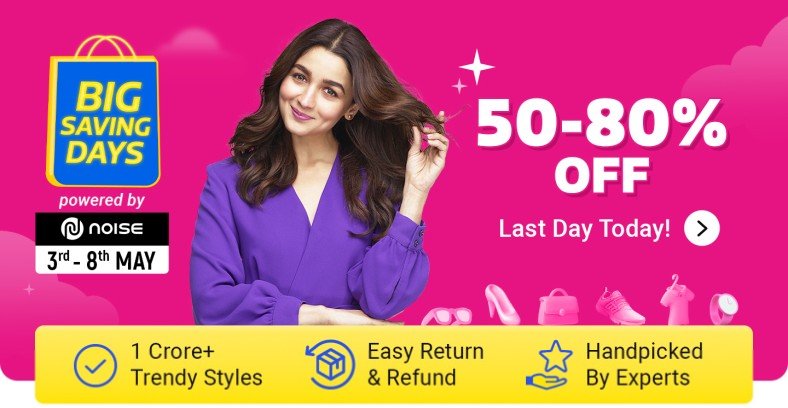 BIG
SAVING
DAYS
powered by
noise
3rd - 8th MAY
50-80%
OFF
Last Day Today!
1 Crore+
Trendy Styles
Easy Return
& Refund
Handpicked
By Experts